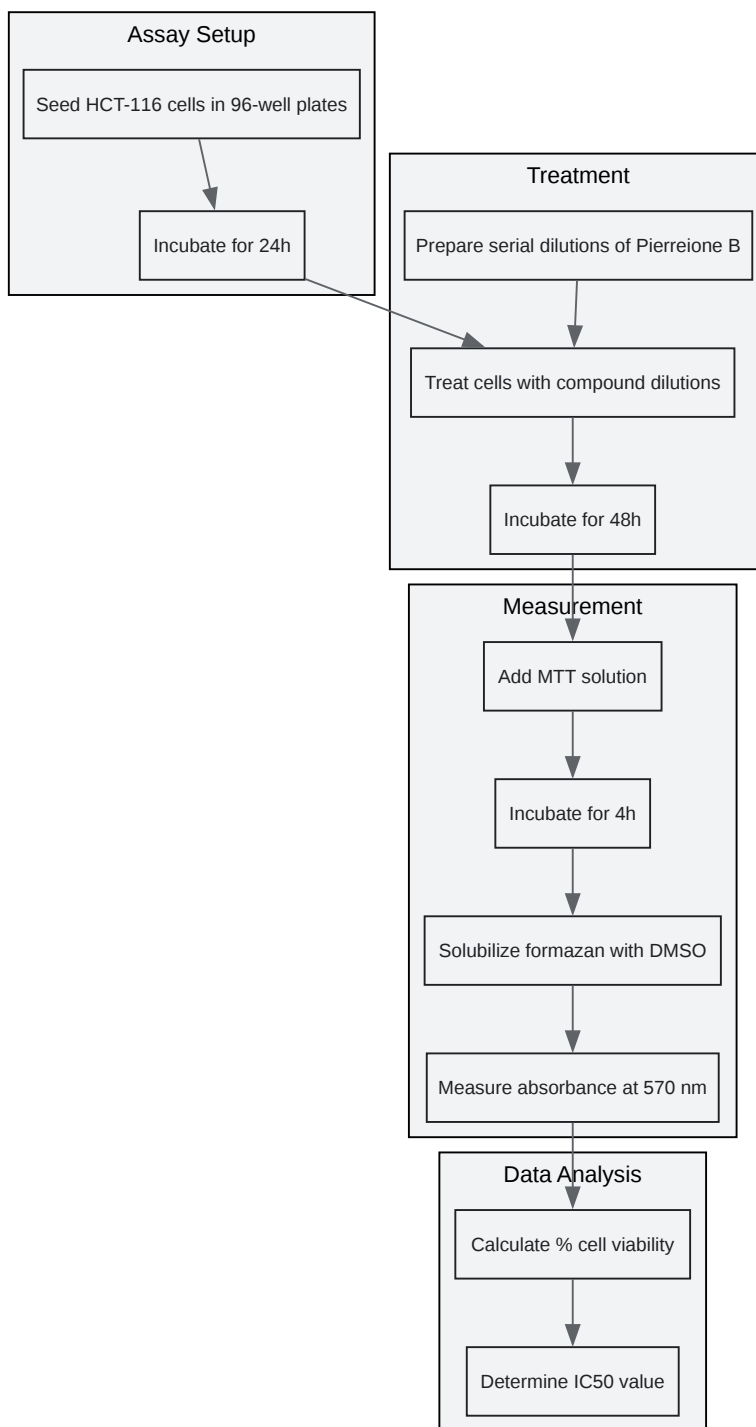 Assay Setup
Seed HCT-116 cells in 96-well plates
Incubate for 24h
Treatment
Prepare serial dilutions of Pierreione B
Treat cells with compound dilutions
Incubate for 48h
Measurement
Add MTT solution
Incubate for 4h
Solubilize formazan with DMSO
Measure absorbance at 570 nm
Data Analysis
Calculate % cell viability
Determine IC50 value